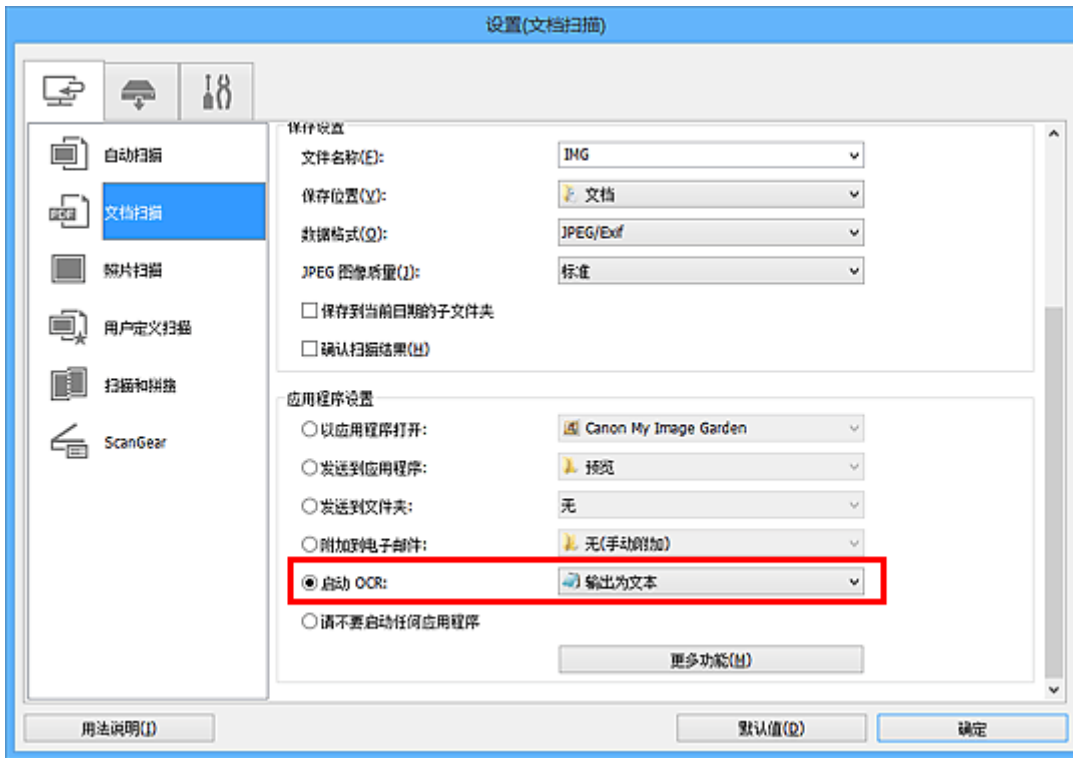 设置(文档扫描)
自动扫描
文档扫描
照片扫描
用户定义扫描
扫描和拼接
ScanGear
保存设置
文件名称(F): IMG
保存位置(V): 文档
数据格式(O): JPEG/Exif
JPEG 图像质量(J): 标准
保存到当前日期的子文件夹
确认扫描结果(H)
应用程序设置
以应用程序打开: Canon My Image Garden
发送到应用程序: 预览
发送到文件夹: 无
附加到电子邮件: 无(手动附加)
启动 OCR: 输出为文本
请不要启动任何应用程序
更多功能(M)
用法说明(I)
默认值(D)
确定